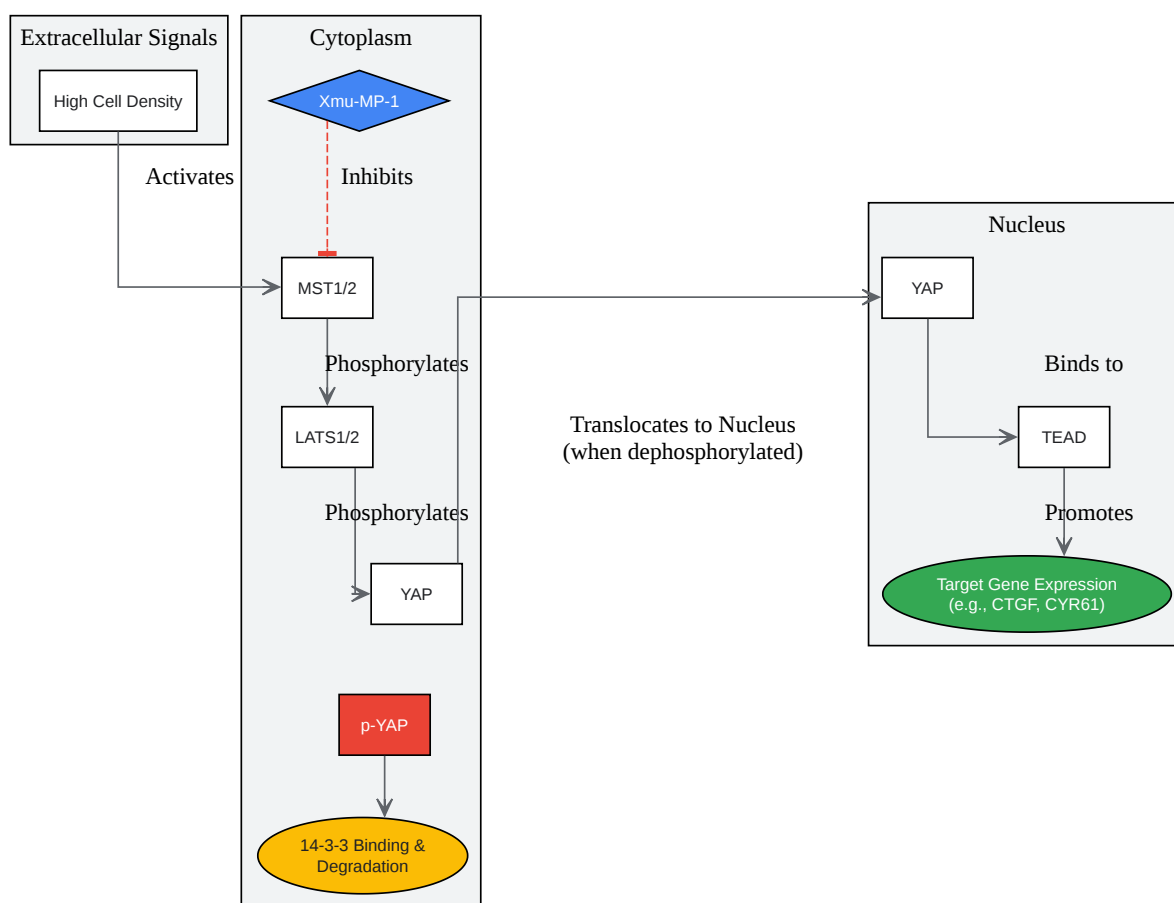 Extracellular Signals
High Cell Density
Activates
Cytoplasm
Xmu-MP-1
Inhibits
MST1/2
Phosphorylates
LATS1/2
Phosphorylates
YAP
p-YAP
14-3-3 Binding &
Degradation
Translocates to Nucleus
(when dephosphorylated)
Nucleus
YAP
Binds to
TEAD
Promotes
Target Gene Expression
(e.g., CTGF, CYR61)